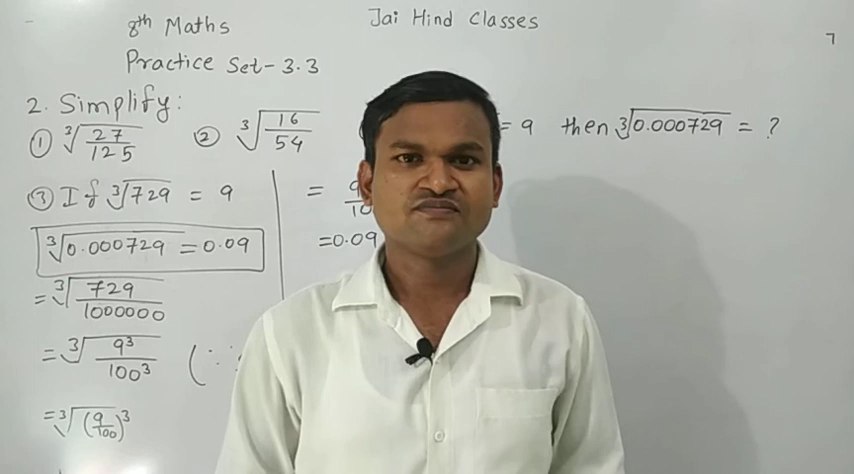 8th Maths
Jai Hind Classes
7
Practice Set-3.3
2. Simplify:
① ∛(27/125) ② ∛(16/54) = 9 then ∛0.000729 = ?
③ If ∛729 = 9
∛0.000729 = 0.09
= ∛(729/1000000)
= ∛(9³/100³) (∵
= ∛(9/100)³
= 9/10
=0.09